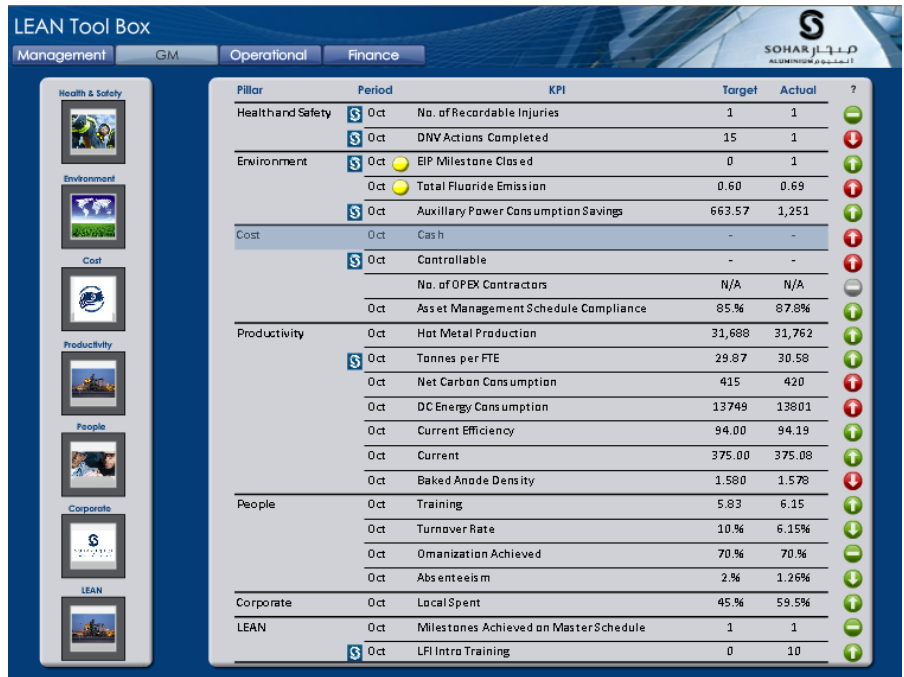 LEAN Tool Box
Management GM Operational Finance
SOHAR صحار
ALUMINIUM المنيوم
Health & Safety
Environment
Cost
Productivity
People
Corporate
S
LEAN
Pillar Period KPI Target Actual ?
Health and Safety S Oct No. of Recordable Injuries 1 1
S Oct DNV Actions Completed 15 1
Environment S Oct EIP Milestone Closed 0 1
Oct Total Fluoride Emission 0.60 0.69
S Oct Auxillary Power Consumption Savings 663.57 1,251
Cost Oct Cash - -
S Oct Controllable - -
No. of OPEX Contractors N/A N/A
Oct Asset Management Schedule Compliance 85.% 87.8%
Productivity Oct Hot Metal Production 31,688 31,762
S Oct Tonnes per FTE 29.87 30.58
Oct Net Carbon Consumption 415 420
Oct DC Energy Consumption 13749 13801
Oct Current Efficiency 94.00 94.19
Oct Current 375.00 375.08
Oct Baked Anode Density 1.580 1.578
People Oct Training 5.83 6.15
Oct Turnover Rate 10.% 6.15%
Oct Omanization Achieved 70.% 70.%
Oct Absenteeism 2.% 1.26%
Corporate Oct Local Spent 45.% 59.5%
LEAN Oct Milestones Achieved on Master Schedule 1 1
S Oct LFI Intro Training 0 10